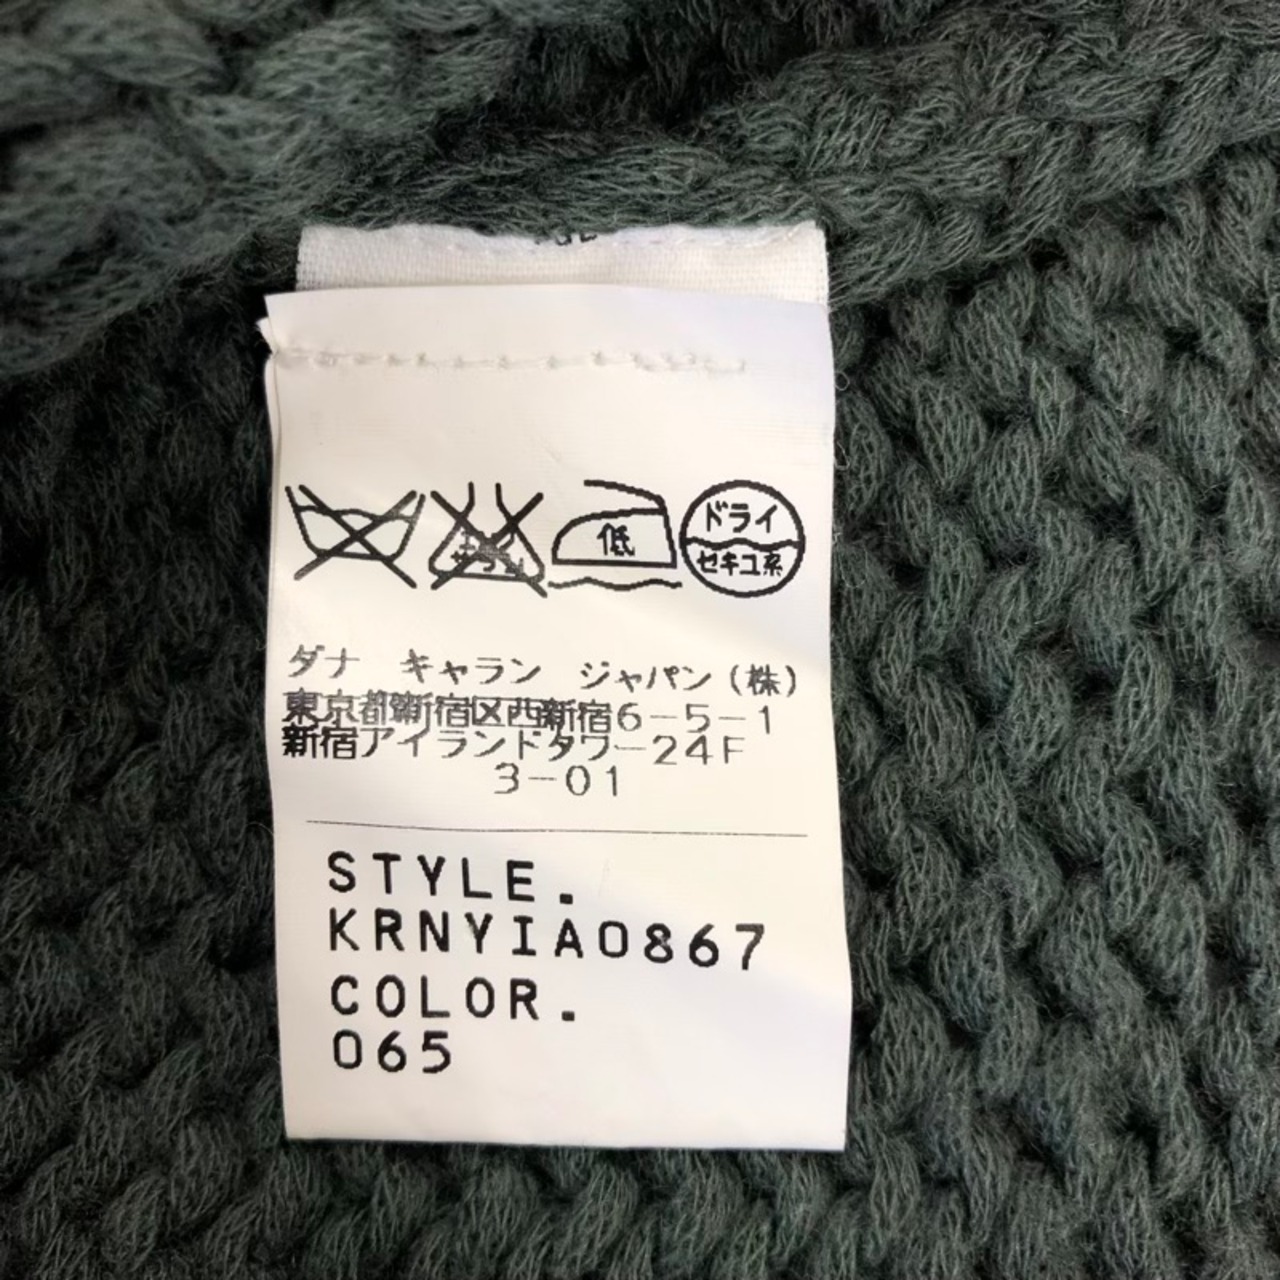 低
ドライ
セキユ系
ダナ キャラン ジャパン(株)
東京都新宿区西新宿6-5-1
新宿アイランドタワー24F
3-01
STYLE.
KRNYIA0867
COLOR.
065